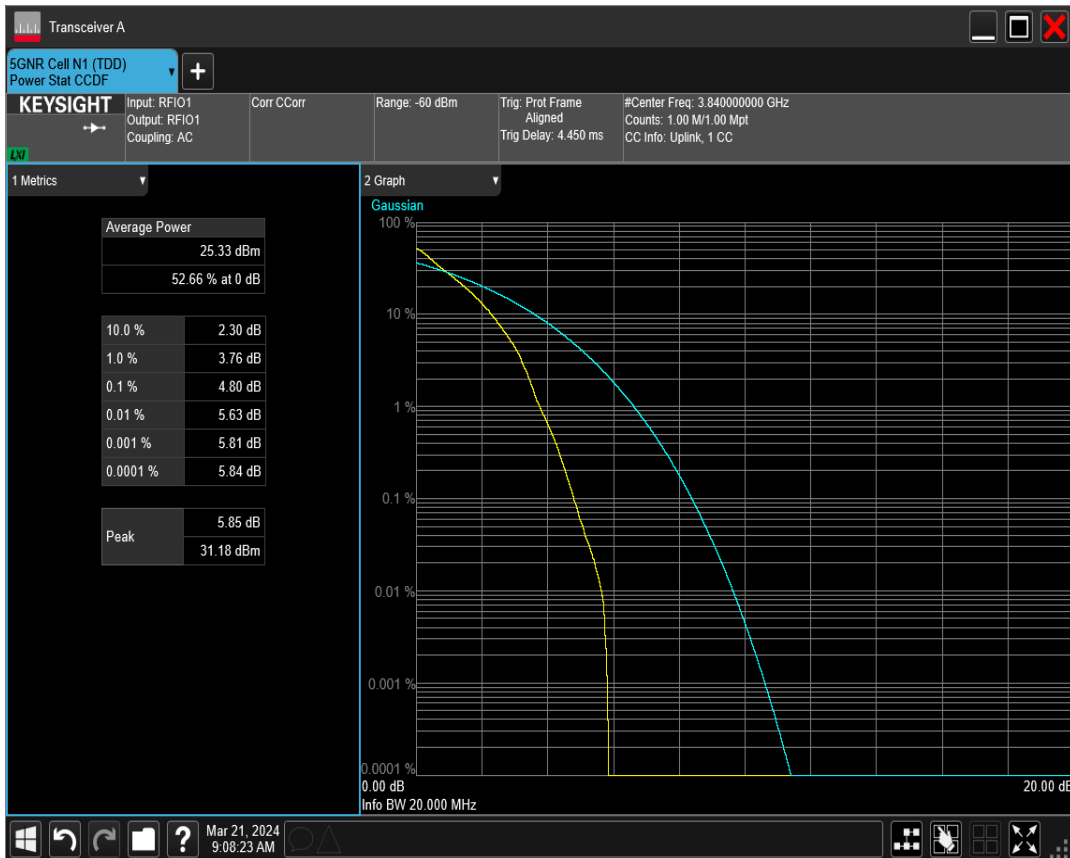 Transceiver A
5GNR Cell N1 (TDD)
Power Stat CCDF
+
KEYSIGHT
LXI
Input: RFIO1
Output: RFIO1
Coupling: AC
Corr CCorr
Range: -60 dBm
Trig: Prot Frame
Aligned
Trig Delay: 4.450 ms
#Center Freq: 3.840000000 GHz
Counts: 1.00 M/1.00 Mpt
CC Info: Uplink, 1 CC
1 Metrics
Average Power
25.33 dBm
52.66 % at 0 dB
10.0 % 2.30 dB
1.0 % 3.76 dB
0.1 % 4.80 dB
0.01 % 5.63 dB
0.001 % 5.81 dB
0.0001 % 5.84 dB
Peak
5.85 dB
31.18 dBm
2 Graph
Gaussian
100 %
10 %
1 %
0.1 %
0.01 %
0.001 %
0.0001 %
0.00 dB 20.00 dB
Info BW 20.000 MHz
?
Mar 21, 2024
9:08:23 AM